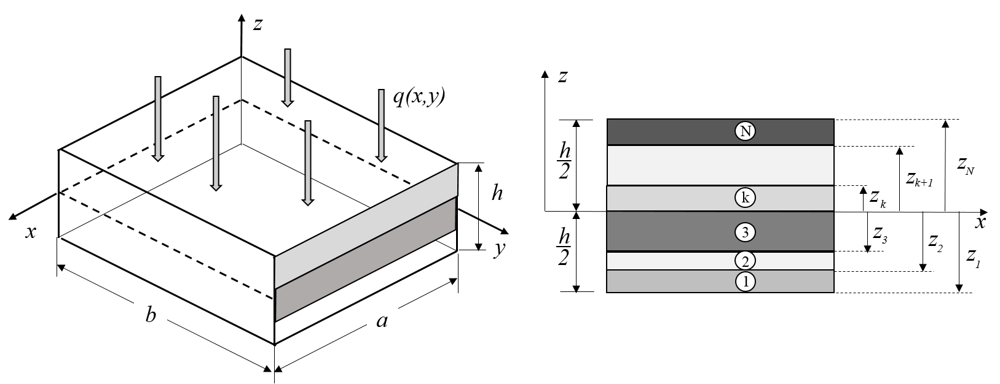 z
q(x,y)
h
x
y
b
a
z
h
2
h
2
N
k
3
2
1
z_N
z_{k+1}
z_k
x
z_3
z_2
z_1